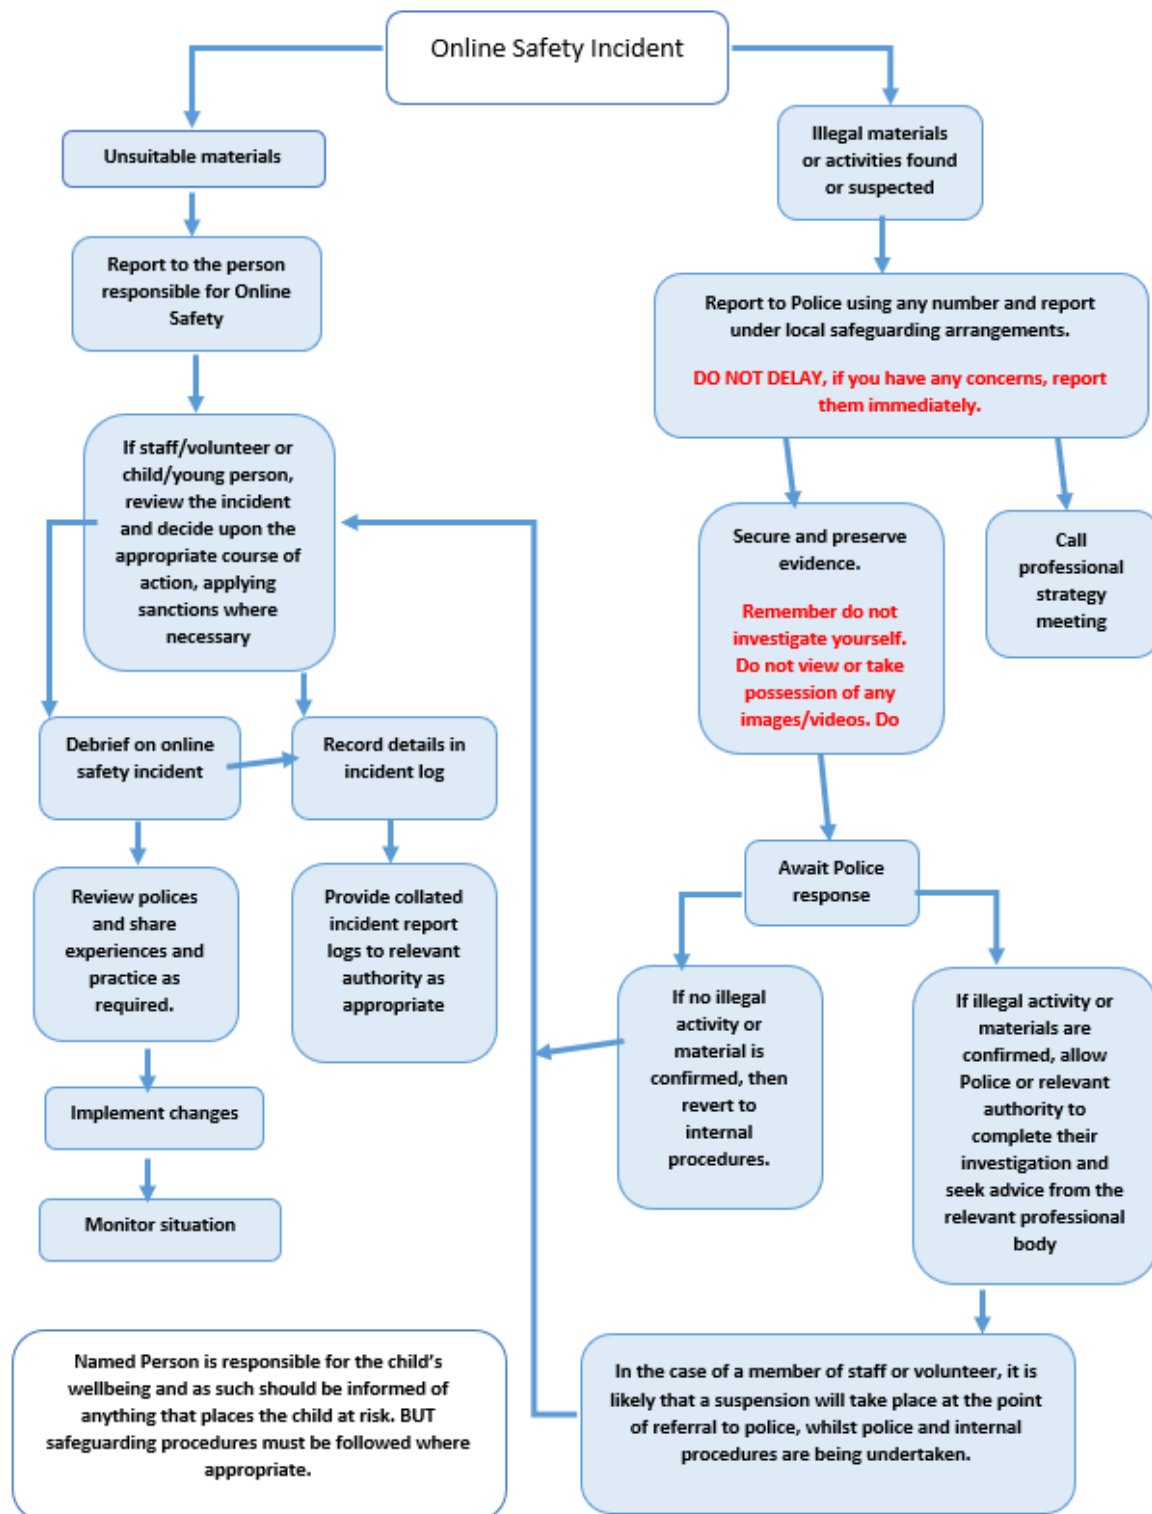 Online Safety Incident
Unsuitable materials
Report to the person
responsible for Online
Safety
If staff/volunteer or
child/young person,
review the incident
and decide upon the
appropriate course of
action, applying
sanctions where
necessary
Debrief on online
safety incident
Record details in
incident log
Review polices
and share
experiences and
practice as
required.
Provide collated
incident report
logs to relevant
authority as
appropriate
Implement changes
Monitor situation
Illegal materials
or activities found
or suspected
Report to Police using any number and report
under local safeguarding arrangements.
DO NOT DELAY, if you have any concerns, report
them immediately.
Secure and preserve
evidence.
Remember do not
investigate yourself.
Do not view or take
possession of any
images/videos. Do
Call
professional
strategy
meeting
Await Police
response
If no illegal
activity or
material is
confirmed, then
revert to
internal
procedures.
If illegal activity or
materials are
confirmed, allow
Police or relevant
authority to
complete their
investigation and
seek advice from the
relevant professional
body
In the case of a member of staff or volunteer, it is
likely that a suspension will take place at the point
of referral to police, whilst police and internal
procedures are being undertaken.
Named Person is responsible for the child's
wellbeing and as such should be informed of
anything that places the child at risk. BUT
safeguarding procedures must be followed where
appropriate.